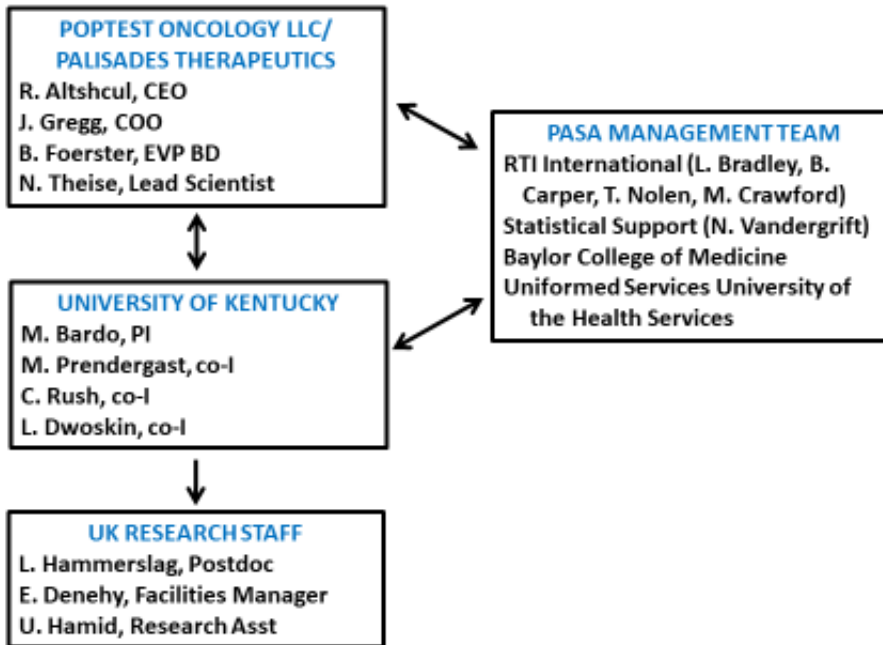 POPTEST ONCOLOGY LLC/
PALISADES THERAPEUTICS
R. Altshcul, CEO
J. Gregg, COO
B. Foerster, EVP BD
N. Theise, Lead Scientist
PASA MANAGEMENT TEAM
RTI International (L. Bradley, B.
Carper, T. Nolen, M. Crawford)
Statistical Support (N. Vandergrift)
Baylor College of Medicine
Uniformed Services University of
the Health Services
UNIVERSITY OF KENTUCKY
M. Bardo, PI
M. Prendergast, co-I
C. Rush, co-I
L. Dwoskin, co-I
UK RESEARCH STAFF
L. Hammerslag, Postdoc
E. Denehy, Facilities Manager
U. Hamid, Research Asst